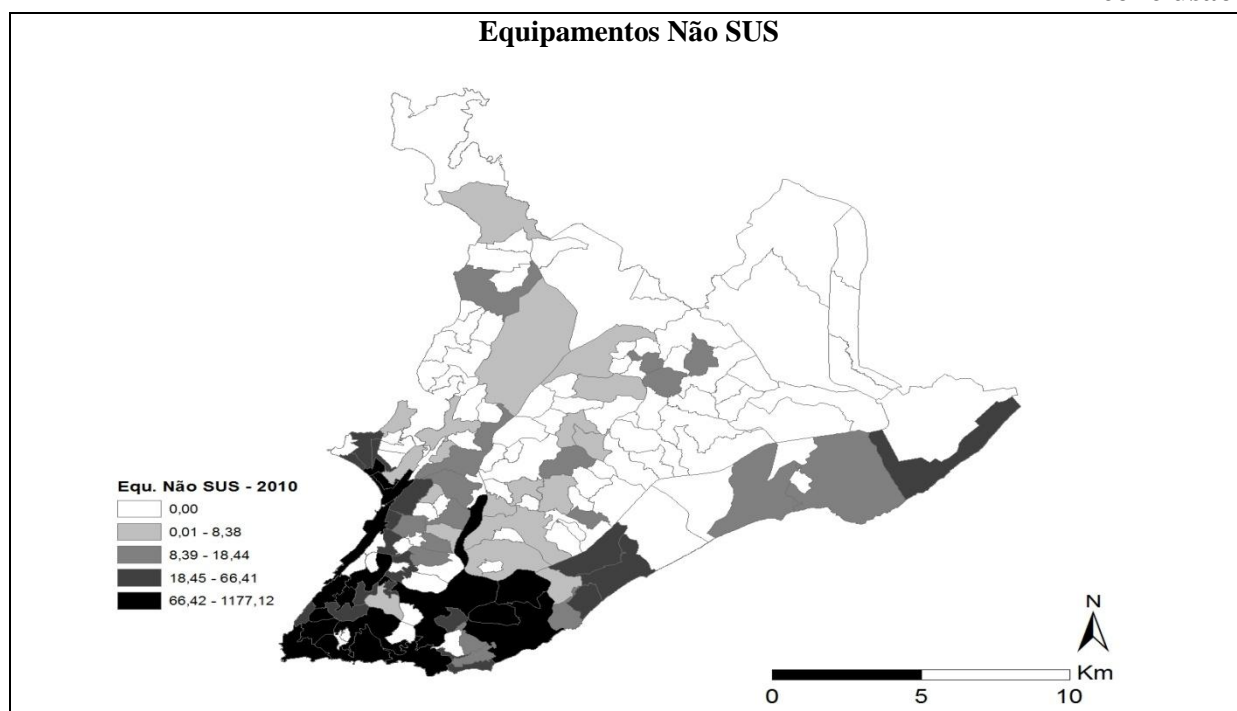 Equipamentos Não SUS
Equ. Não SUS - 2010
0,00
0,01 - 8,38
8,39 - 18,44
18,45 - 66,41
66,42 - 1177,12
N
Km
0 5 10